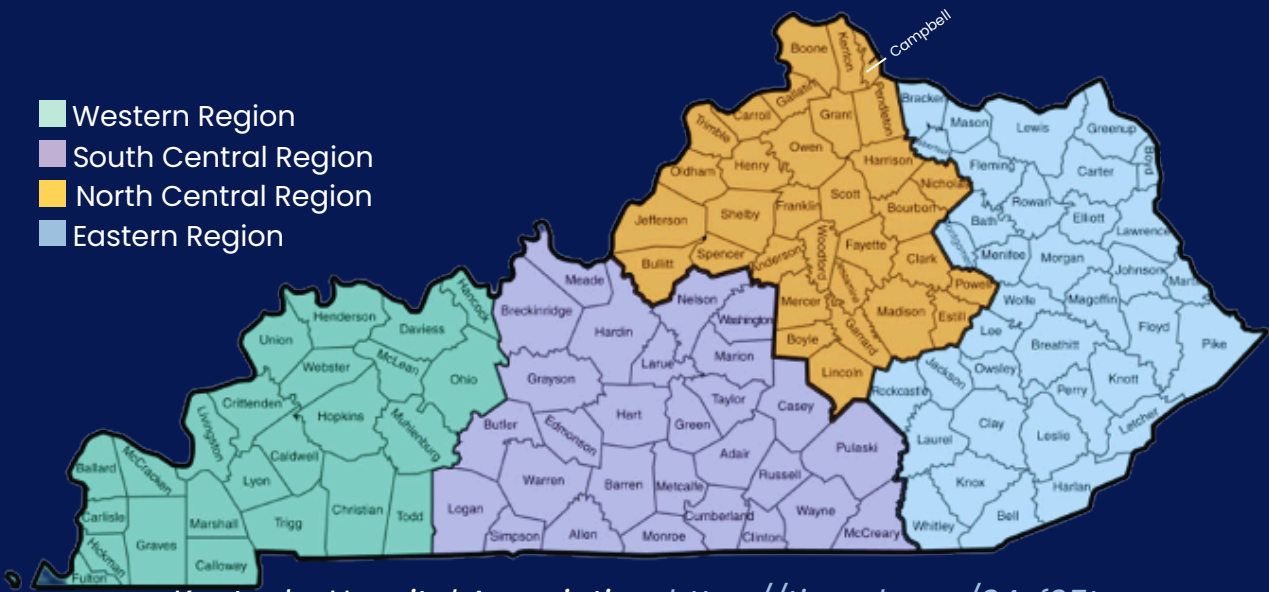 Campbell
Boone
Kenton
Western Region
South Central Region
North Central Region
Eastern Region
Gallatin
Grant
Pendleton
Bracken
Mason
Lewis
Greenup
Boyd
Carroll
Trimble
Owen
Harrison
Fleming
Carter
Oldham
Henry
Nicholas
Scott
Bourbon
Rowan
Elliott
Jefferson
Shelby
Franklin
Bath
Lawrence
Bullitt
Spencer
Anderson
Woodford
Fayette
Clark
Menifee
Morgan
Johnson
Powell
Meade
Hancock
Nelson
Mercer
Madison
Estill
Wolfe
Magoffin
Breckinridge
Washington
Garrard
Floyd
Henderson
Daviess
Hardin
Boyle
Lee
Breathitt
Pike
Union
McLean
Larue
Marion
Lincoln
Webster
Ohio
Grayson
Jackson
Owsley
Knott
Rockcastle
Perry
Crittenden
Hopkins
Muhlenburg
Livingston
Butler
Edmonson
Hart
Green
Taylor
Casey
Clay
Leslie
Letcher
Laurel
Pulaski
Adair
Caldwell
Ballard
McCracken
Lyon
Warren
Barren
Metcalfe
Russell
Knox
Harlan
Carlisle
Marshall
Trigg
Christian
Todd
Logan
Cumberland
Wayne
Whitley
Bell
Simpson
Allen
Monroe
Clinton
McCreary
Hickman
Graves
Calloway
Fulton